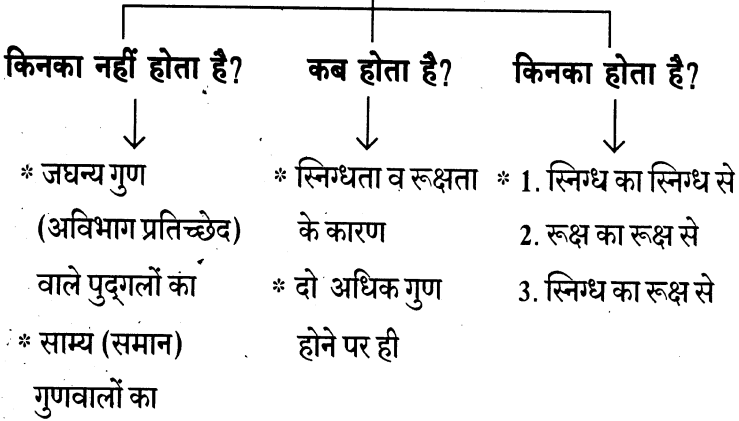 किनका नहीं होता है?
कब होता है?
किनका होता है?
* जघन्य गुण
(अविभाग प्रतिच्छेद)
वाले पुद्गलों का
* साम्य (समान)
गुणवालों का
* स्निग्धता व रूक्षता
के कारण
* दो अधिक गुण
होने पर ही
* 1. स्निग्ध का स्निग्ध से
2. रूक्ष का रूक्ष से
3. स्निग्ध का रूक्ष से